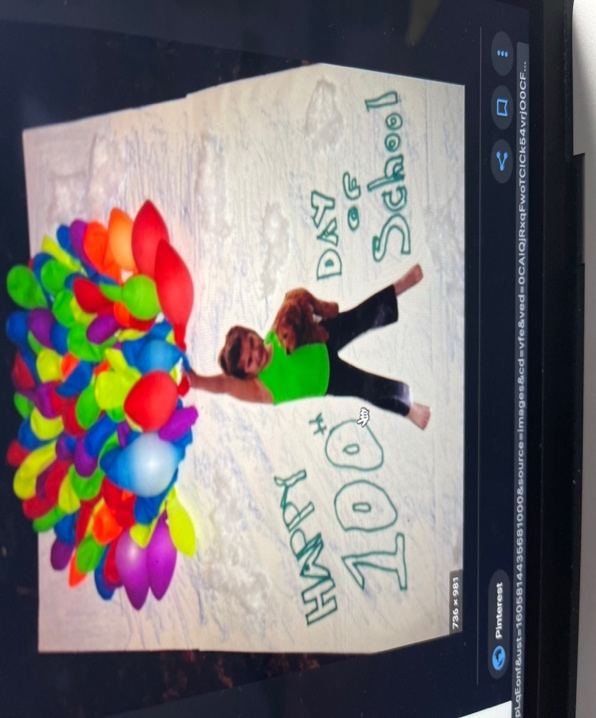 HAPPY
100th
DAY
OF
School
736 × 981
Pinterest